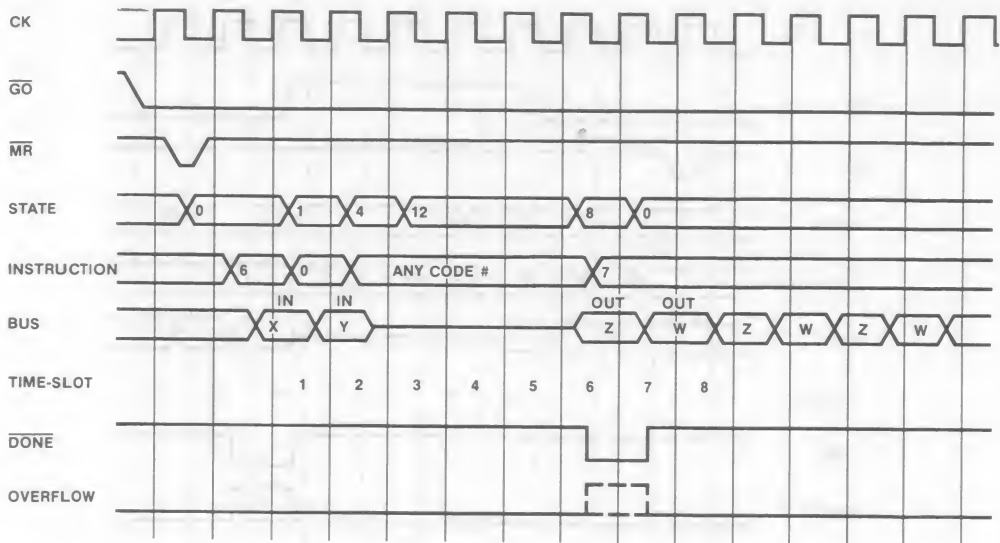 CK
GO
MR
STATE 0 1 4 12 8 0
INSTRUCTION 6 0 ANY CODE # 7
IN IN OUT OUT
BUS X Y Z W Z W Z W
TIME-SLOT 1 2 3 4 5 6 7 8
DONE
OVERFLOW